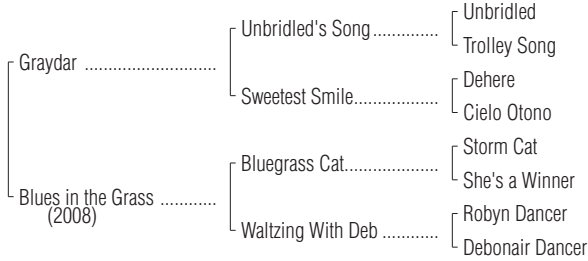 Unbridled
Unbridled's Song..............
Trolley Song
Graydar ............................
Dehere
Sweetest Smile..................
Cielo Otono
Storm Cat
Bluegrass Cat....................
She's a Winner
Blues in the Grass ............
(2008)
Robyn Dancer
Waltzing With Deb ............
Debonair Dancer